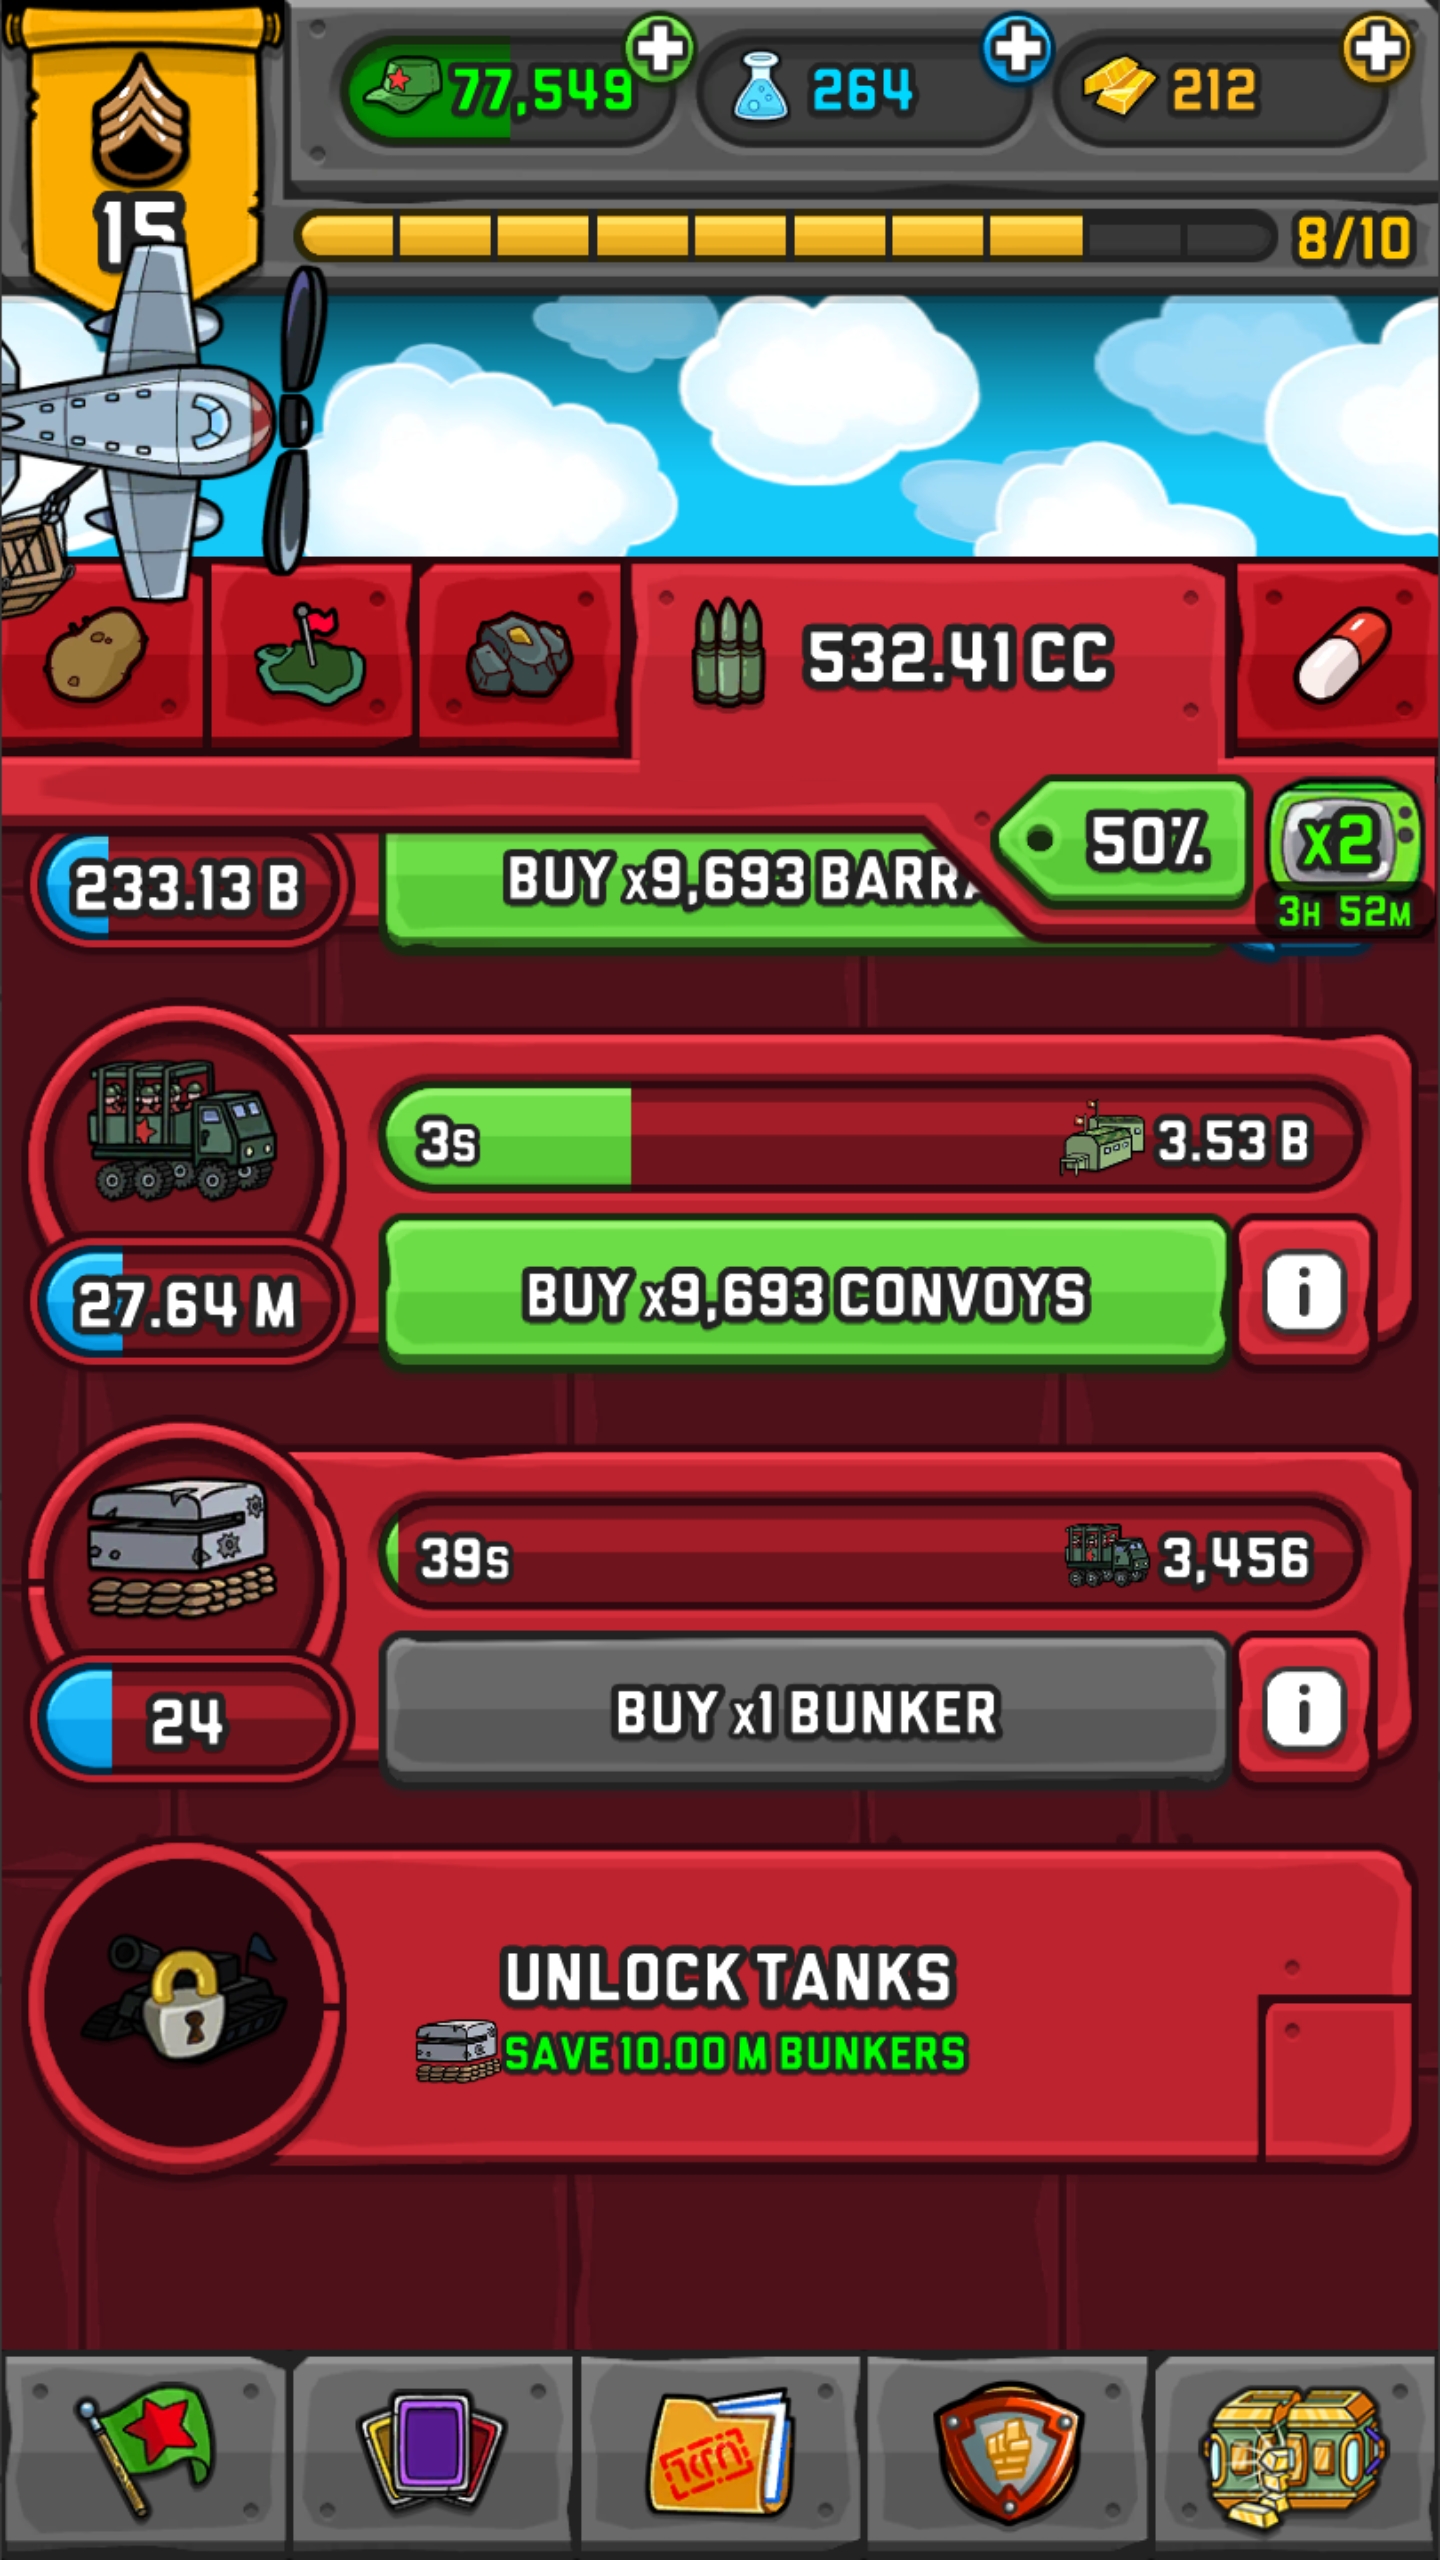 77,549
264
212
15
8/10
532.41 CC
50%
x2
3H 52M
233.13 B
BUY x9,693 BARRA
3s
3.53 B
27.64 M
BUY x9,693 CONVOYS
i
39s
3,456
24
BUY x1 BUNKER
i
UNLOCK TANKS
SAVE 10.00 M BUNKERS